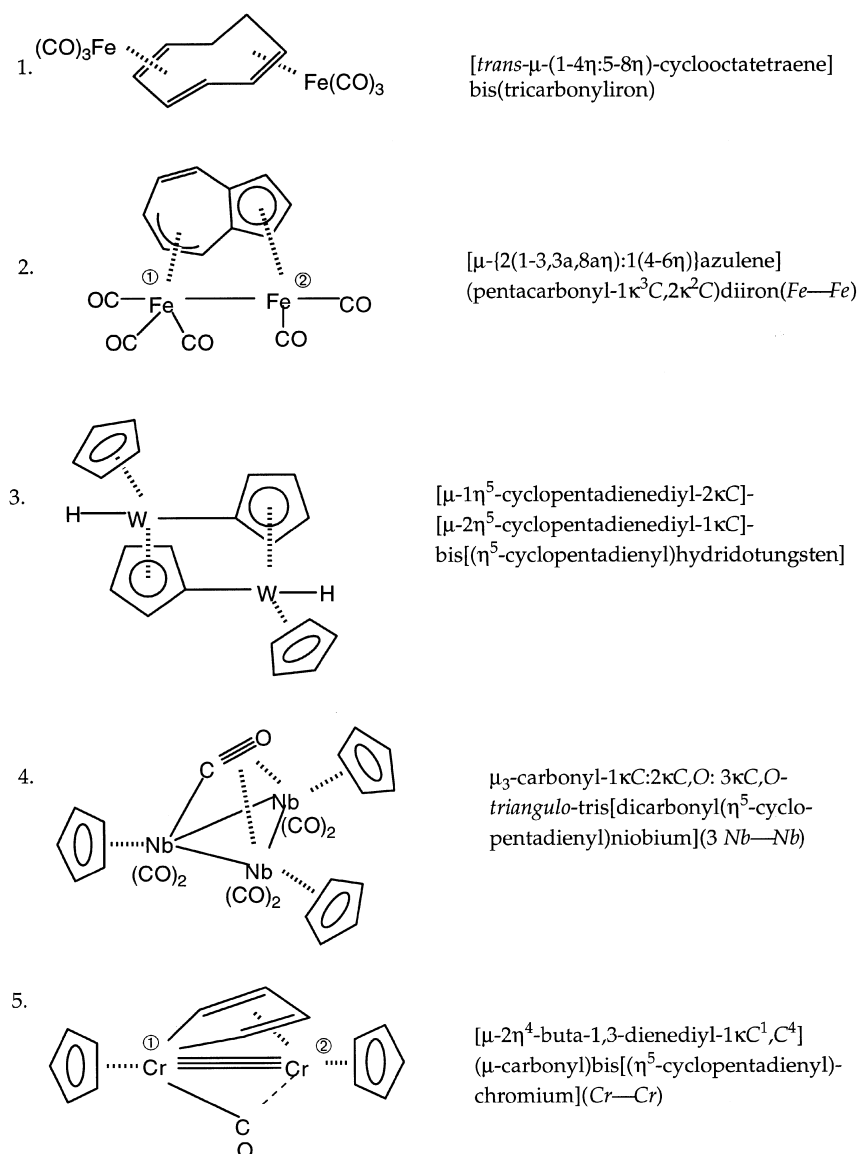 (CO)₃Fe
1.
Fe(CO)₃
[trans-μ-(1-4η:5-8η)-cyclooctatetraene]
bis(tricarbonyliron)
2.
① ②
OC Fe Fe CO
OC CO CO
[μ-{2(1-3,3a,8aη):1(4-6η)}azulene]
(pentacarbonyl-1κ³C,2κ²C)diiron(Fe—Fe)
3.
H W
W H
[μ-1η⁵-cyclopentadienediyl-2κC]-
[μ-2η⁵-cyclopentadienediyl-1κC]-
bis[(η⁵-cyclopentadienyl)hydridotungsten]
4.
C O
Nb
(CO)₂
Nb
(CO)₂
Nb
(CO)₂
μ₃-carbonyl-1κC:2κC,O: 3κC,O-
triangulo-tris[dicarbonyl(η⁵-cyclo-
pentadienyl)niobium](3 Nb—Nb)
5.
① ②
Cr Cr
C
O
[μ-2η⁴-buta-1,3-dienediyl-1κC¹,C⁴]
(μ-carbonyl)bis[(η⁵-cyclopentadienyl)-
chromium](Cr—Cr)